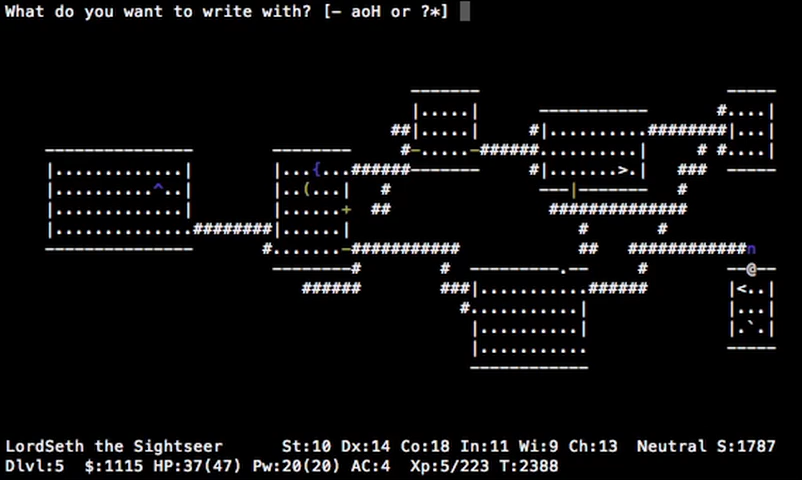 What do you want to write with? [- aoH or ?*]
LordSeth the Sightseer St:10 Dx:14 Co:18 In:11 Wi:9 Ch:13 Neutral S:1787
Dlvl:5 $:1115 HP:37(47) Pw:20(20) AC:4 Xp:5/223 T:2388